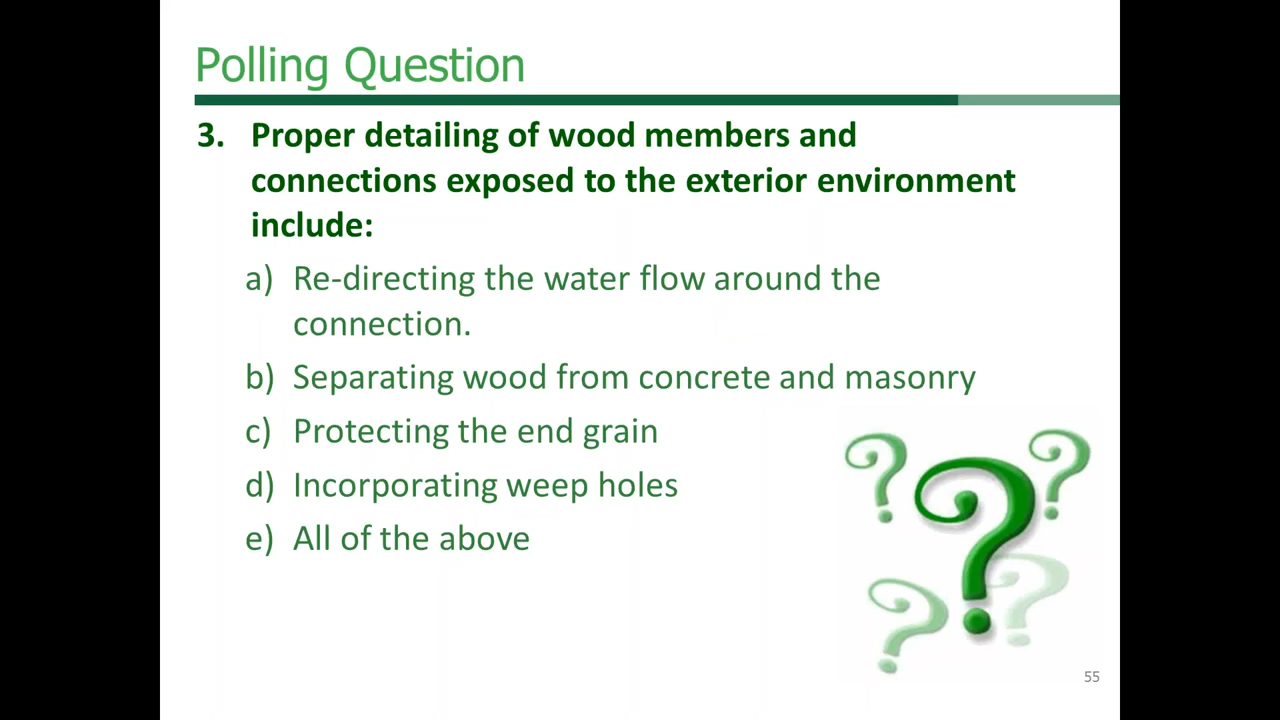 Polling Question
3. Proper detailing of wood members and
connections exposed to the exterior environment
include:
a) Re-directing the water flow around the
connection.
b) Separating wood from concrete and masonry
c) Protecting the end grain
d) Incorporating weep holes
e) All of the above
55